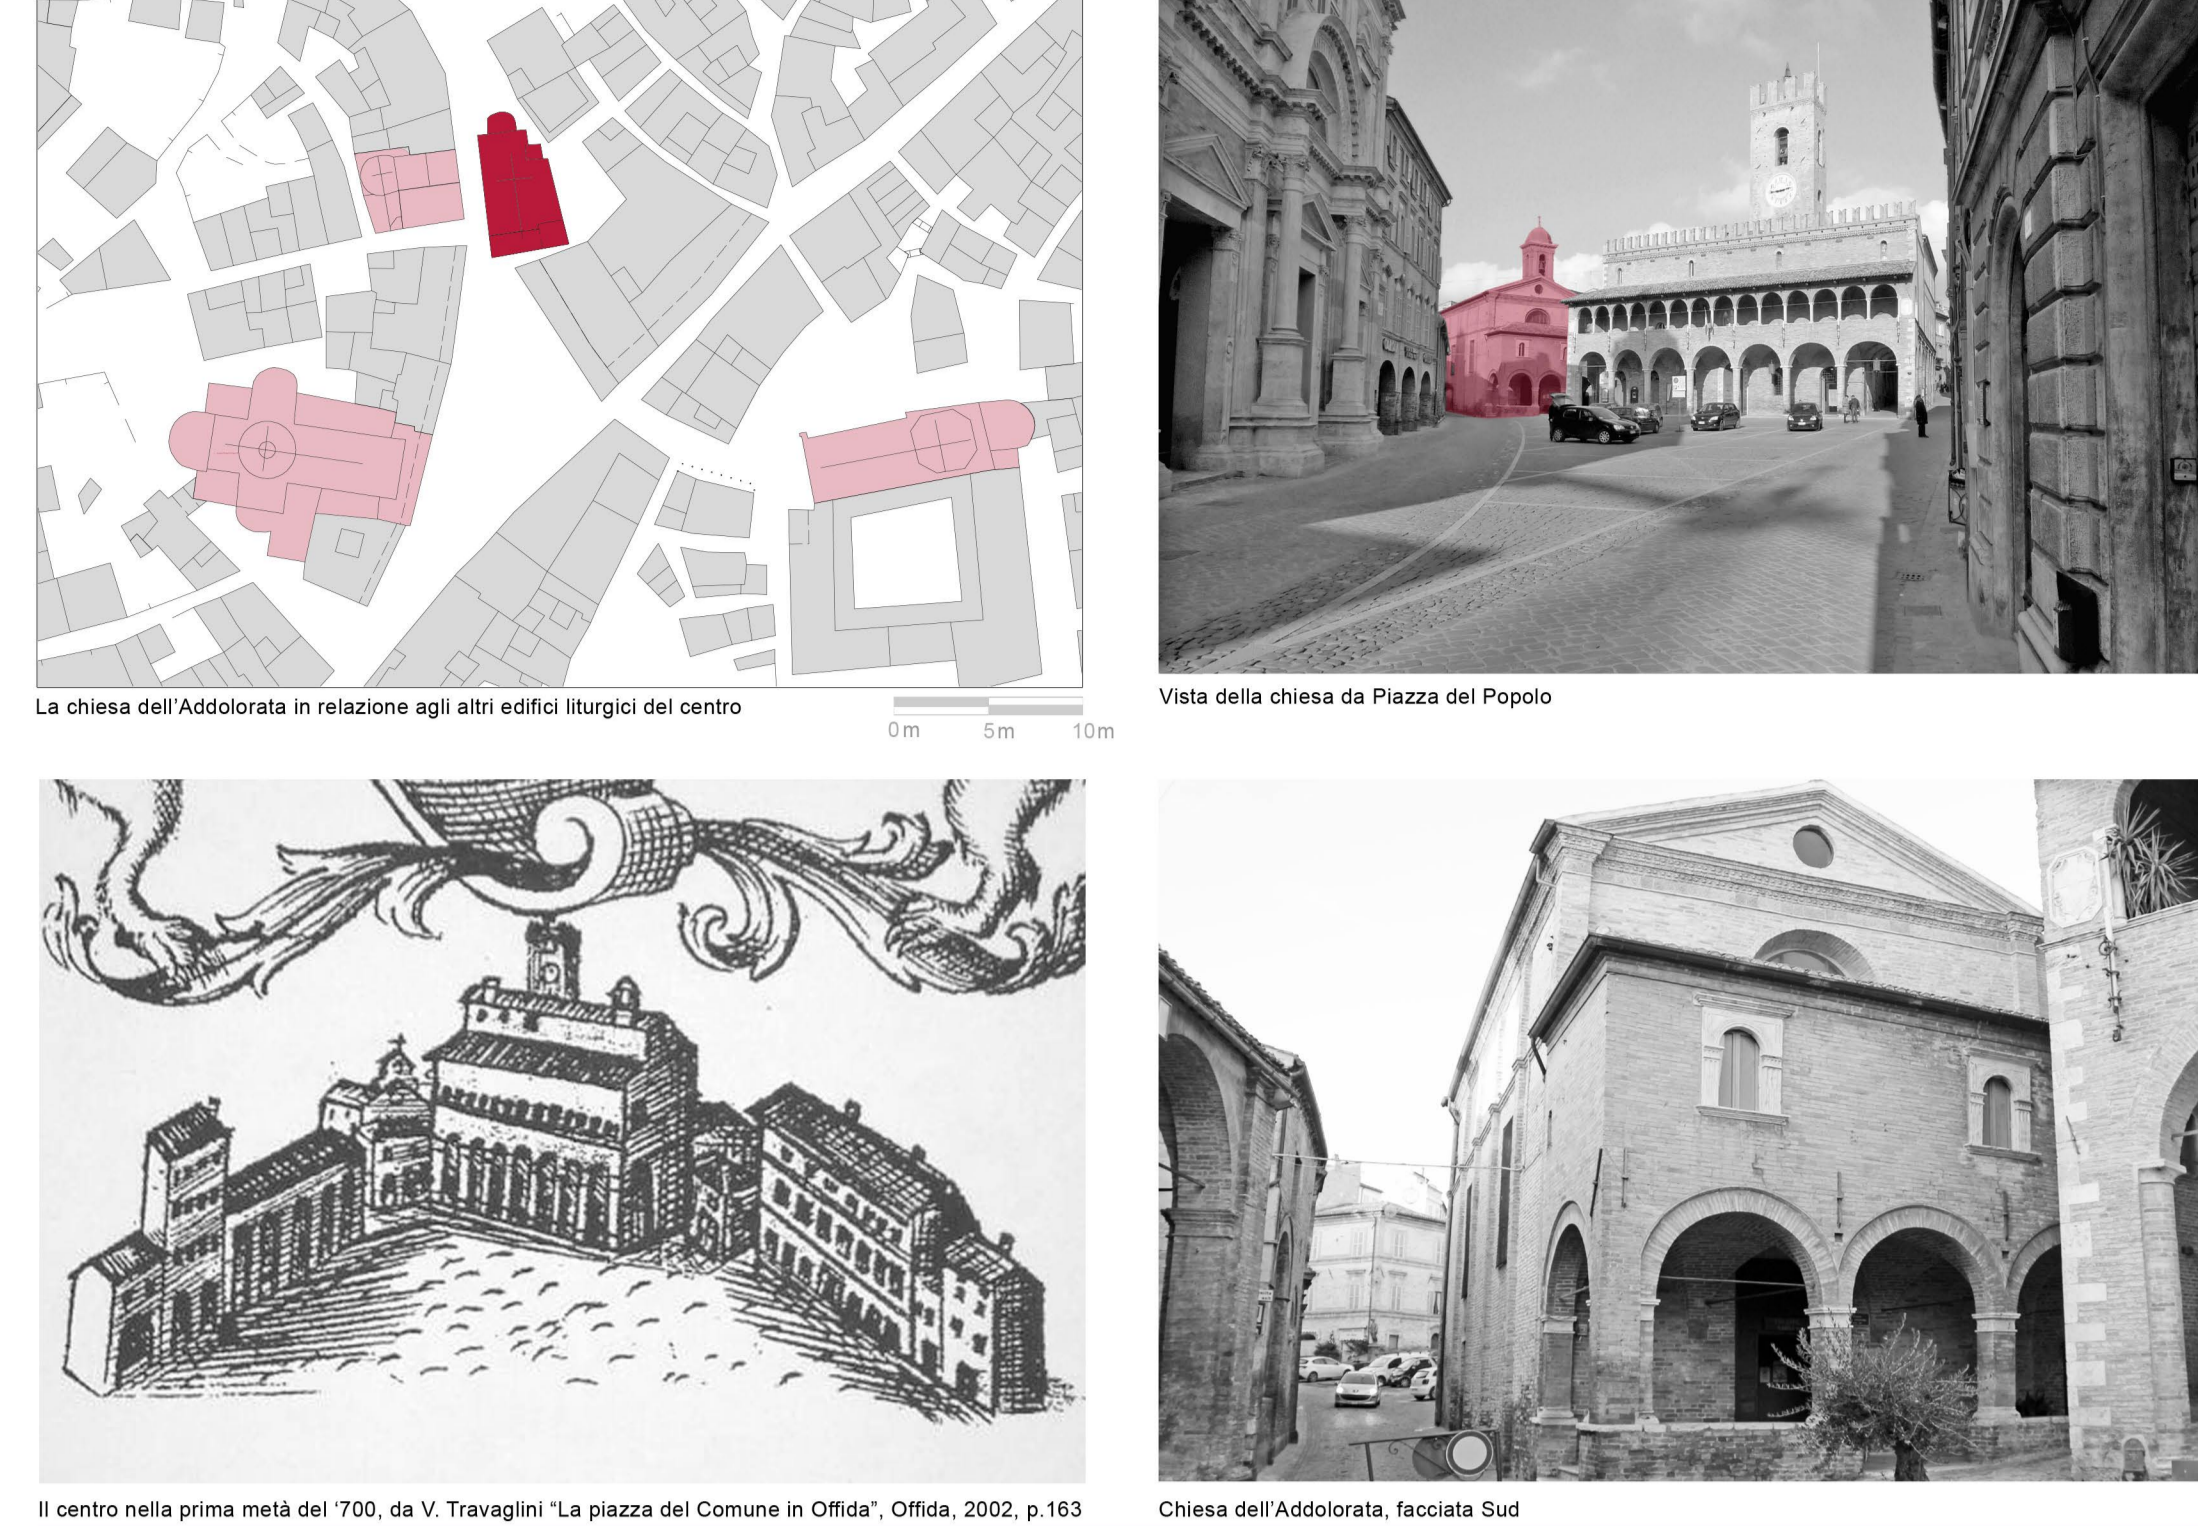 La chiesa dell'Addolorata in relazione agli altri edifici liturgici del centro
0m 5m 10m
Vista della chiesa da Piazza del Popolo
Il centro nella prima metà del ‘700, da V. Travaglini “La piazza del Comune in Offida”, Offida, 2002, p.163
Chiesa dell'Addolorata, facciata Sud